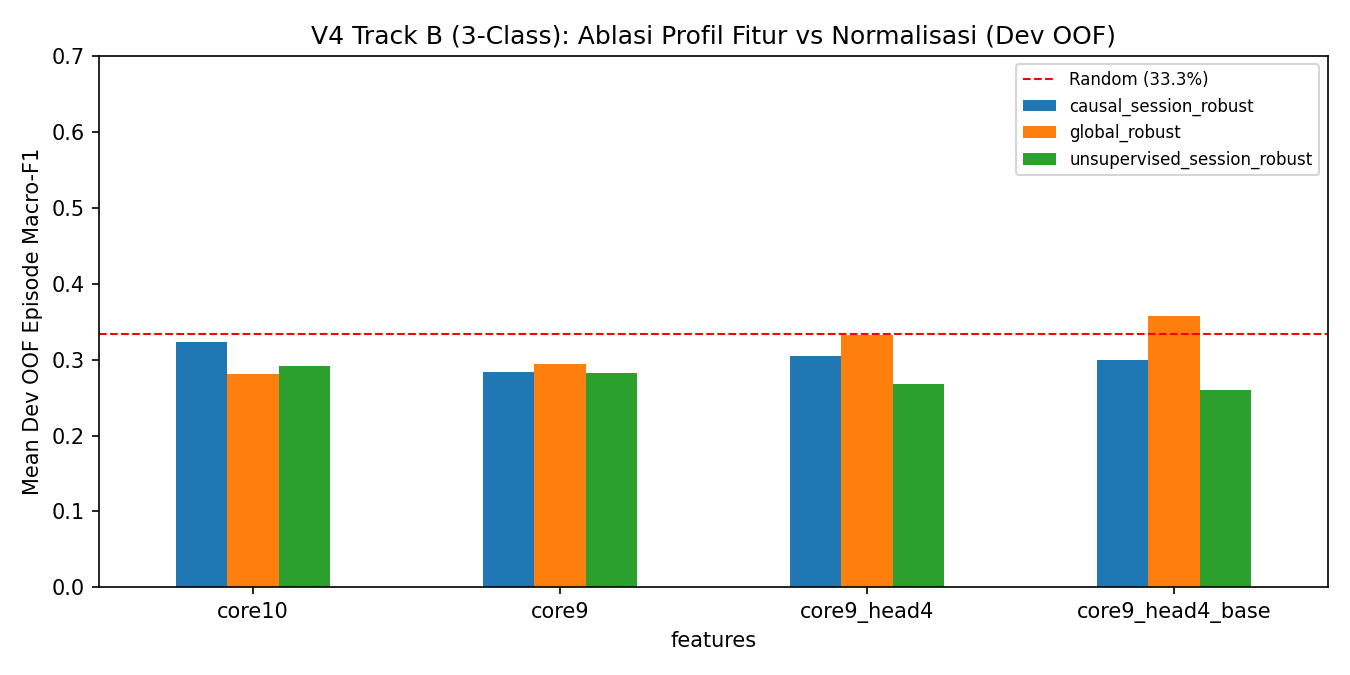 V4 Track B (3-Class): Ablasi Profil Fitur vs Normalisasi (Dev OOF)
Mean Dev OOF Episode Macro-F1
0.7
0.6
0.5
0.4
0.3
0.2
0.1
0.0
Random (33.3%)
causal_session_robust
global_robust
unsupervised_session_robust
core10
core9
core9_head4
core9_head4_base
features